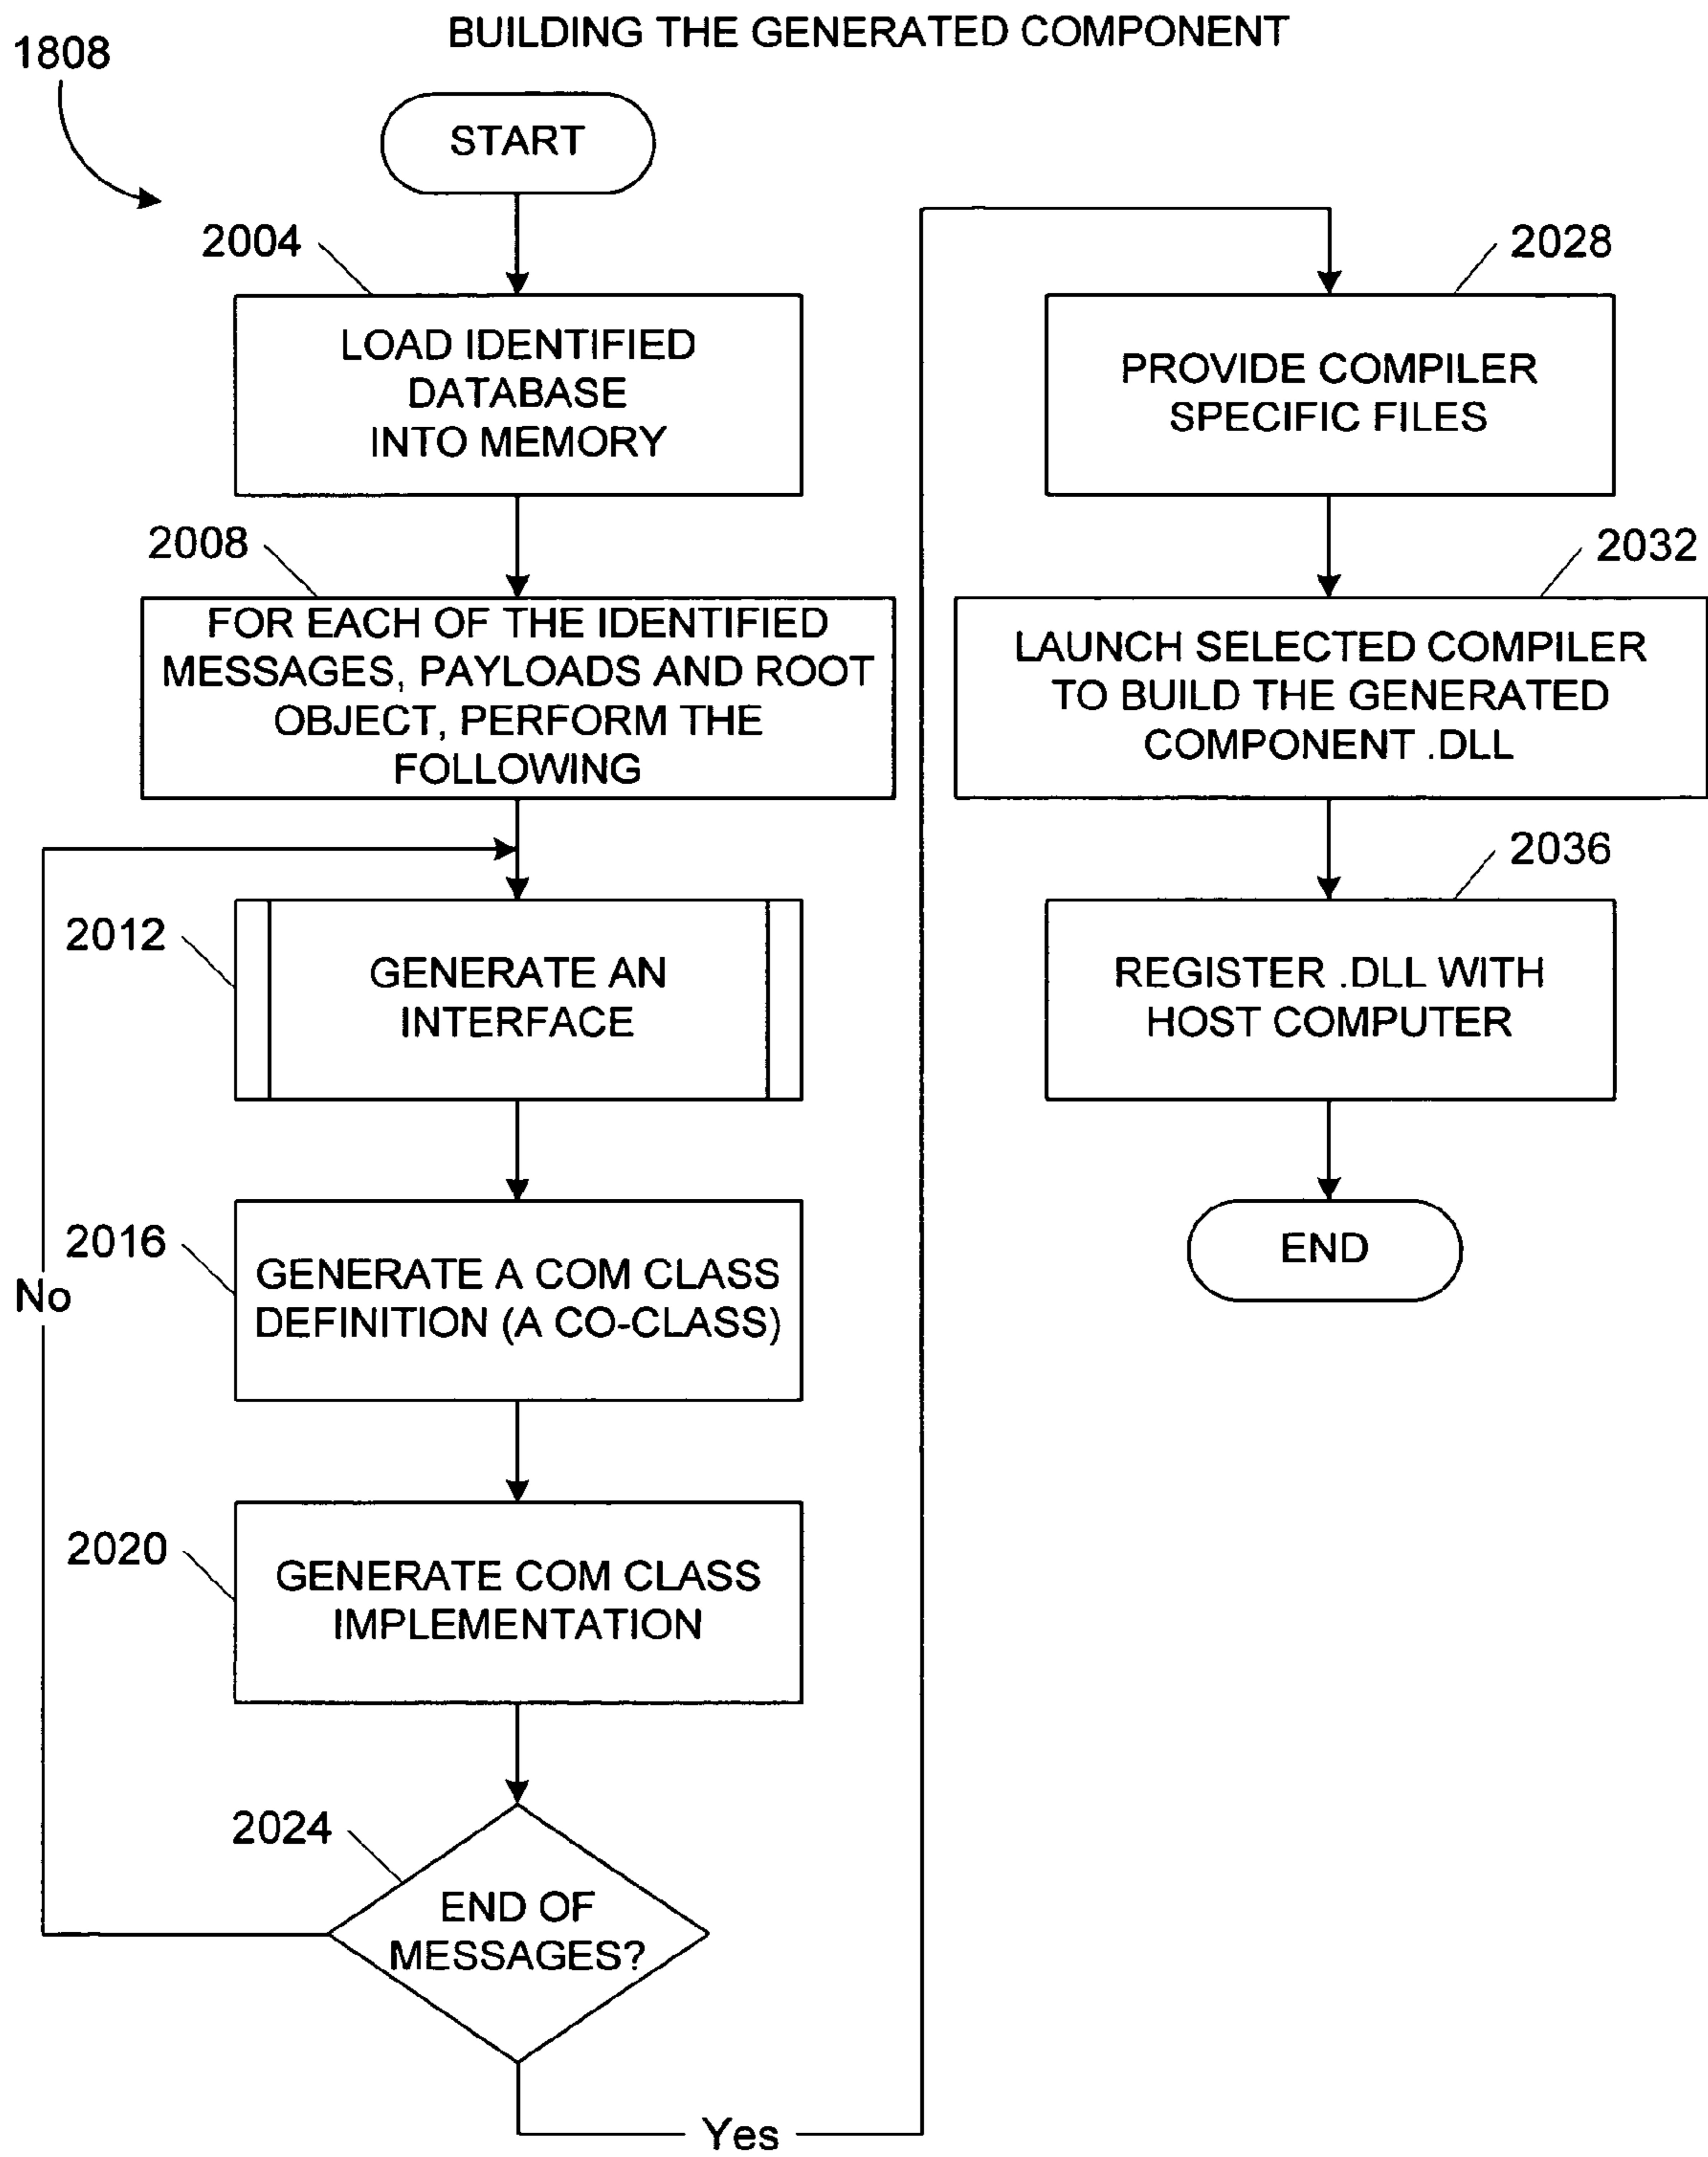 BUILDING THE GENERATED COMPONENT
1808
START
2004
LOAD IDENTIFIED
DATABASE
INTO MEMORY
2008
FOR EACH OF THE IDENTIFIED
MESSAGES, PAYLOADS AND ROOT
OBJECT, PERFORM THE
FOLLOWING
2012
GENERATE AN
INTERFACE
2016
GENERATE A COM CLASS
DEFINITION (A CO-CLASS)
No
2020
GENERATE COM CLASS
IMPLEMENTATION
2024
END OF
MESSAGES?
Yes
2028
PROVIDE COMPILER
SPECIFIC FILES
2032
LAUNCH SELECTED COMPILER
TO BUILD THE GENERATED
COMPONENT .DLL
2036
REGISTER .DLL WITH
HOST COMPUTER
END